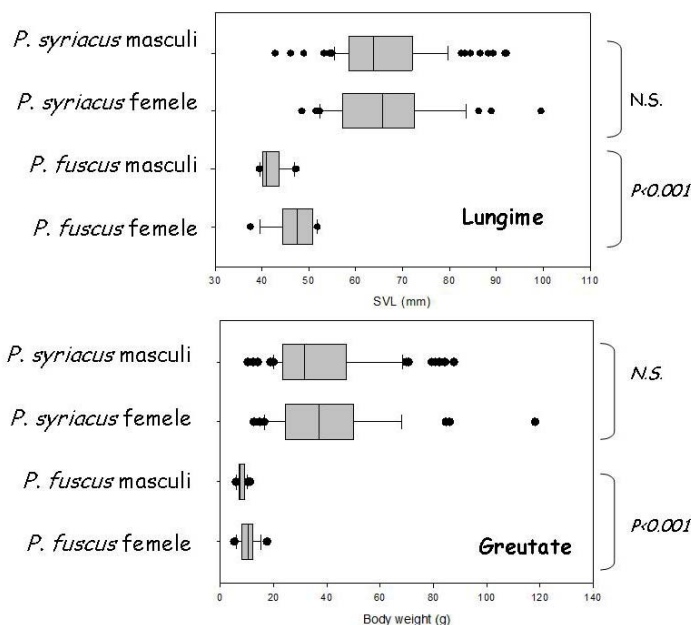 P. syriacus masculi
P. syriacus femele
N.S.
P. fuscus masculi
P<0.001
P. fuscus femele
Lungime
30 40 50 60 70 80 90 100 110
SVL (mm)
P. syriacus masculi
N.S.
P. syriacus femele
P. fuscus masculi
P<0.001
P. fuscus femele
Greutate
0 20 40 60 80 100 120 140
Body weight (g)